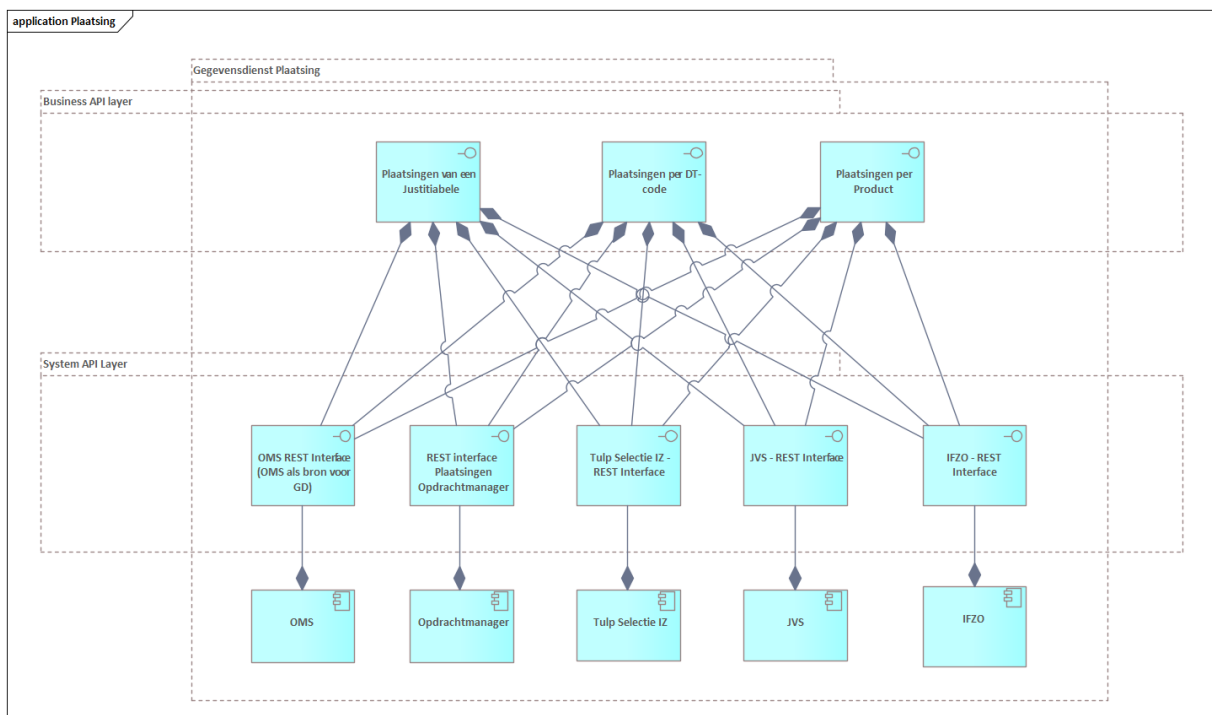 application Plaatsing
Gegevensdienst Plaatsing
Business API layer
Plaatsingen van een
Justitiabele
Plaatsingen per DT-
code
Plaatsingen per
Product
System API Layer
OMS REST Interface
(OMS als bron voor
GD)
REST interface
Plaatsingen
Opdrachtmanager
Tulp Selectie IZ -
REST Interface
JVS - REST Interface
IFZO - REST
Interface
OMS
Opdrachtmanager
Tulp Selectie IZ
JVS
IFZO